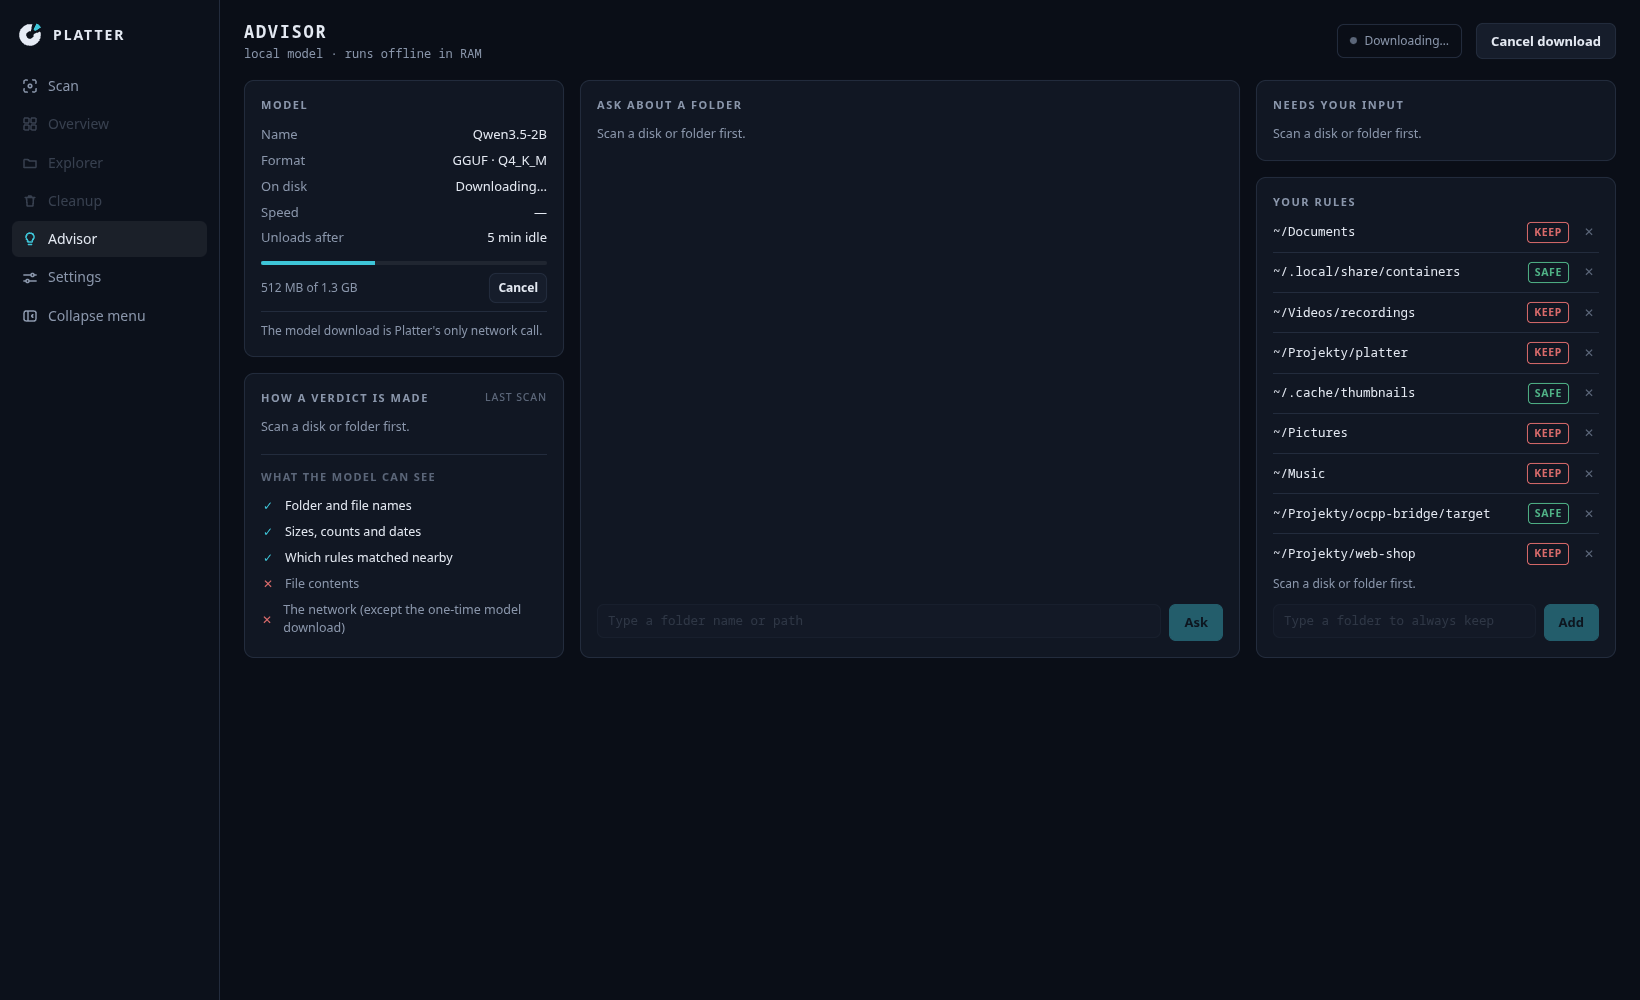 PLATTER
Scan
Overview
Explorer
Cleanup
Advisor
Settings
Collapse menu
ADVISOR
local model · runs offline in RAM
Downloading...
Cancel download
MODEL
Name Qwen3.5-2B
Format GGUF · Q4_K_M
On disk Downloading...
Speed —
Unloads after 5 min idle
512 MB of 1.3 GB Cancel
The model download is Platter's only network call.
HOW A VERDICT IS MADE LAST SCAN
Scan a disk or folder first.
WHAT THE MODEL CAN SEE
✓ Folder and file names
✓ Sizes, counts and dates
✓ Which rules matched nearby
✕ File contents
✕ The network (except the one-time model
download)
ASK ABOUT A FOLDER
Scan a disk or folder first.
Type a folder name or path Ask
NEEDS YOUR INPUT
Scan a disk or folder first.
YOUR RULES
~/Documents KEEP ×
~/.local/share/containers SAFE ×
~/Videos/recordings KEEP ×
~/Projekty/platter KEEP ×
~/.cache/thumbnails SAFE ×
~/Pictures KEEP ×
~/Music KEEP ×
~/Projekty/ocpp-bridge/target SAFE ×
~/Projekty/web-shop KEEP ×
Scan a disk or folder first.
Type a folder to always keep Add